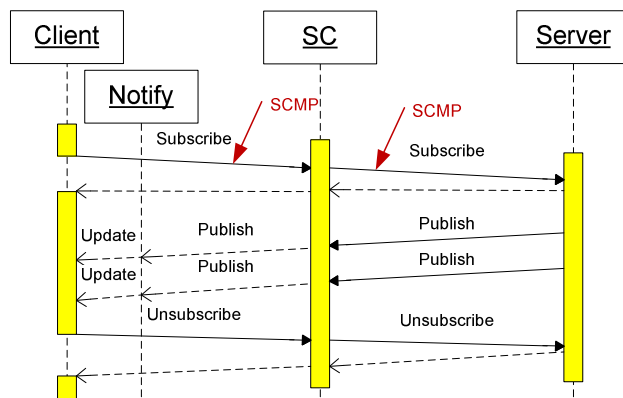 Client
SC
Server
Notify
SCMP
SCMP
Subscribe
Subscribe
Publish
Publish
Update
Publish
Publish
Update
Unsubscribe
Unsubscribe